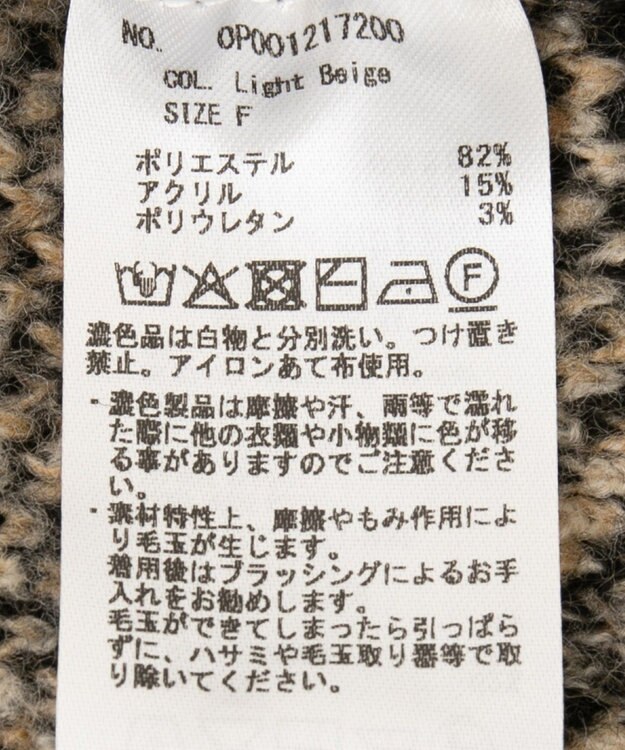 NO. OP001217200
COL. Light Beige
SIZE F
ポリエステル 82%
アクリル 15%
ポリウレタン 3%
F
濃色品は白物と分別洗い。つけ置き
禁止。アイロンあて布使用。
・濃色製品は摩擦や汗、雨等で濡れ
た際に他の衣類や小物類に色が移
る事がありますのでご注意くださ
い。
・素材特性上、摩擦やもみ作用によ
り毛玉が生じます。
着用後はブラッシングによるお手
入れをお勧めします。
毛玉ができてしまったら引っぱら
ずに、ハサミや毛玉取り器等で取
り除いてください。